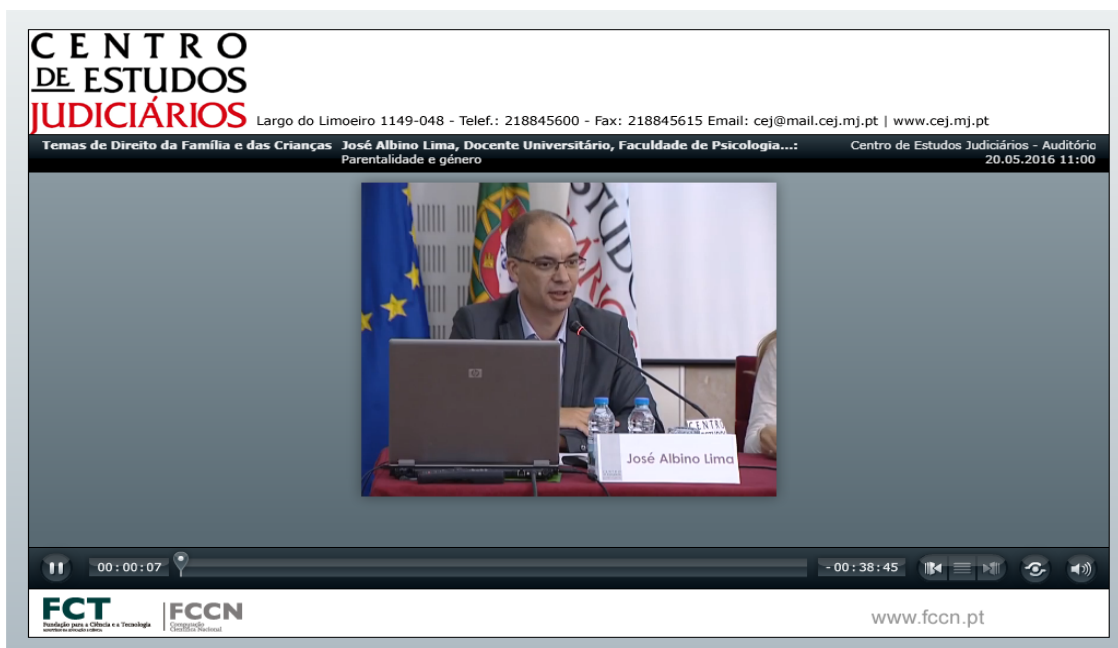 CENTRO
DE ESTUDOS
JUDICIÁRIOS Largo do Limoeiro 1149-048 - Telef.: 218845600 - Fax: 218845615 Email: cej@mail.cej.mj.pt | www.cej.mj.pt
Temas de Direito da Família e das Crianças José Albino Lima, Docente Universitário, Faculdade de Psicologia...: Centro de Estudos Judiciários - Auditório
Parentalidade e género 20.05.2016 11:00
hp
CENTRO
José Albino Lima
00:00:07 -00:38:45
FCT FCCN
Fundação para a Ciência e a Tecnologia Computação
Científica Nacional
www.fccn.pt